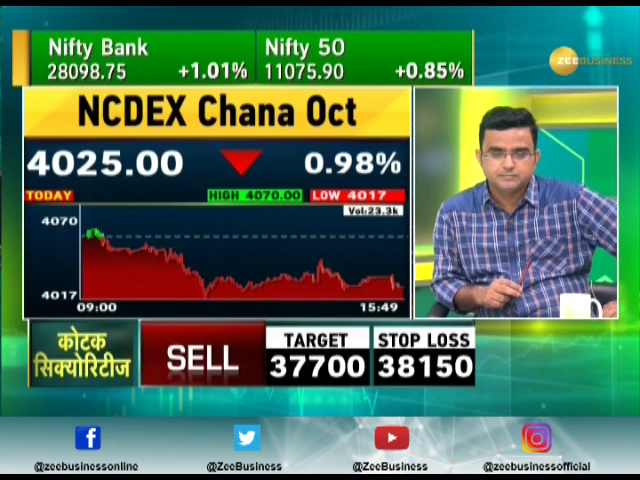 Nifty Bank
28098.75 +1.01%
Nifty 50
11075.90 +0.85%
ZEEBUSINESS
NCDEX Chana Oct
4025.00 0.98%
TODAY HIGH 4070.00 LOW 4017
Vol:23.3k
4070
4017
09:00 15:49
कोटक
सिक्योरिटीज
SELL
TARGET
37700
STOP LOSS
38150
@zeebusinessonline @ZeeBusiness @ZeeBusiness @zeebusinessofficial